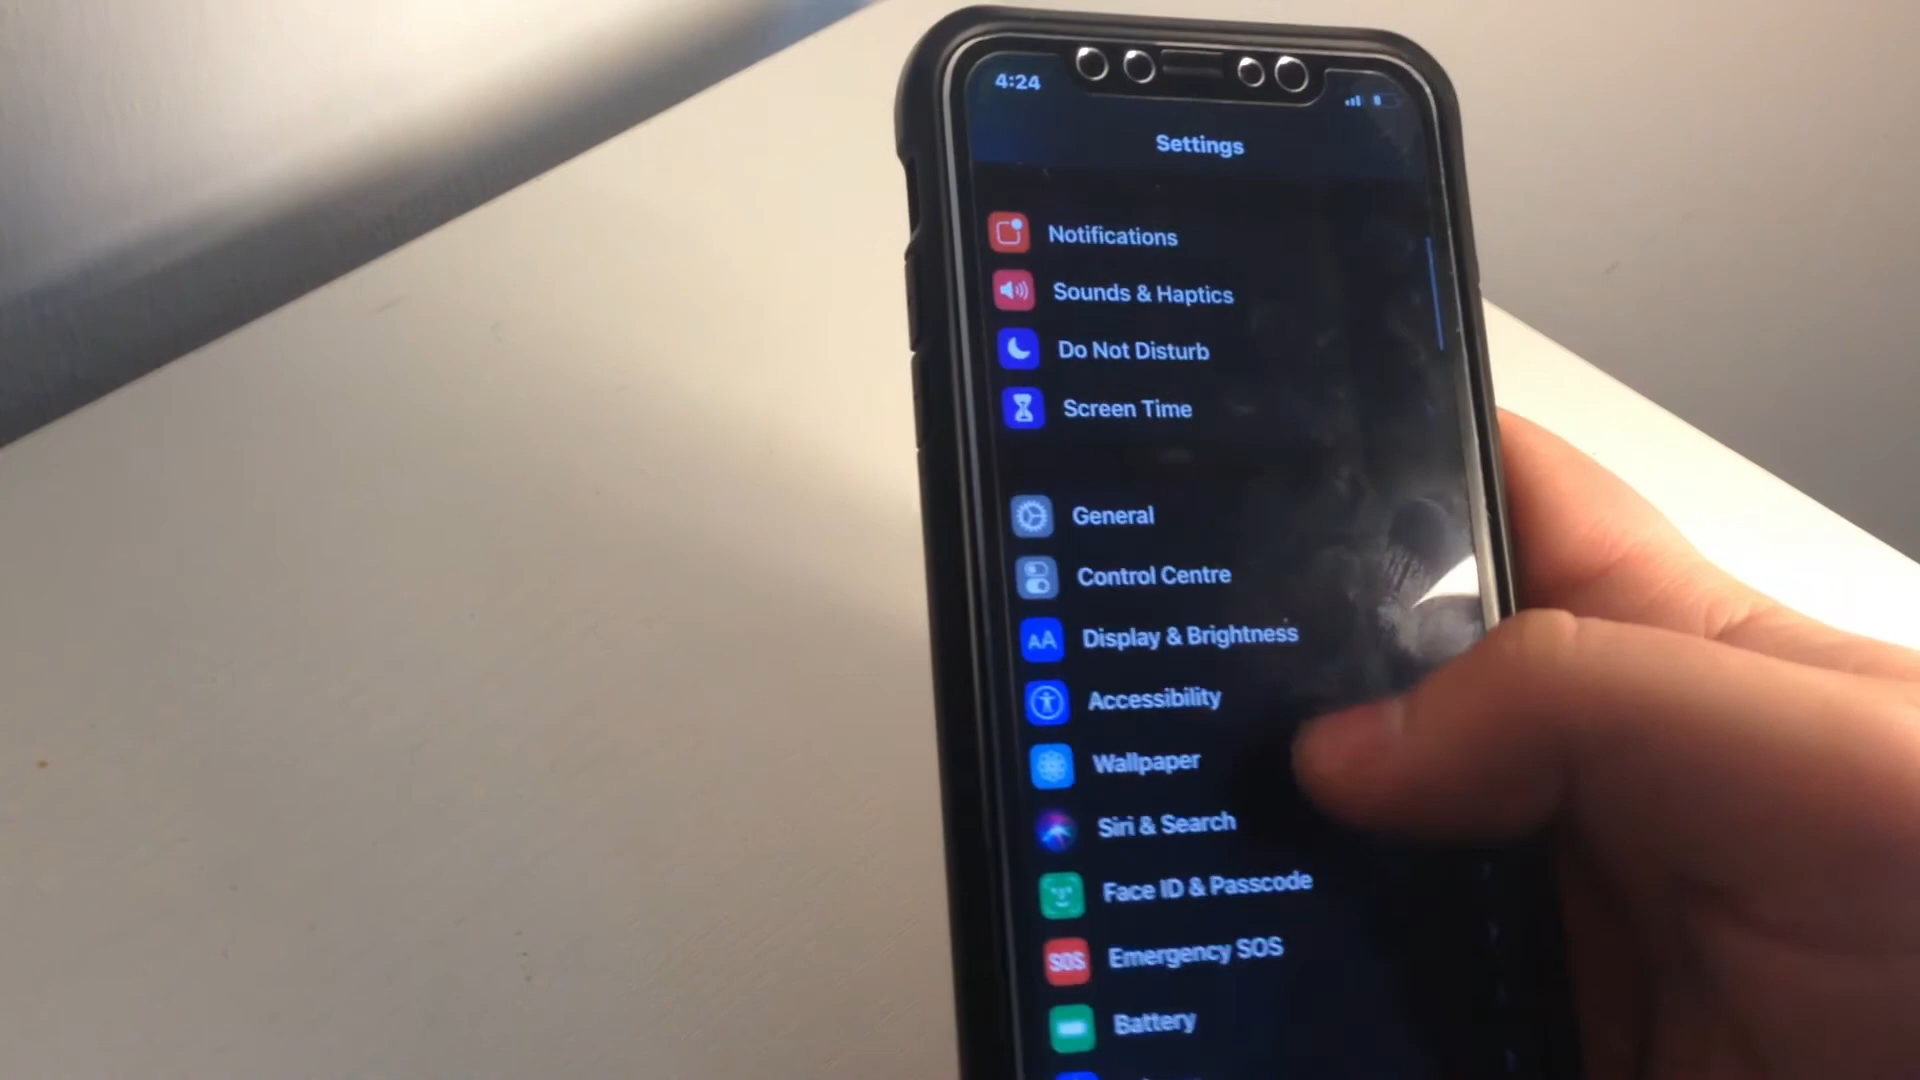 4:24
Settings
Notifications
Sounds & Haptics
Do Not Disturb
Screen Time
General
Control Centre
AA
Display & Brightness
Accessibility
Wallpaper
Siri & Search
Face ID & Passcode
SOS
Emergency SOS
Battery